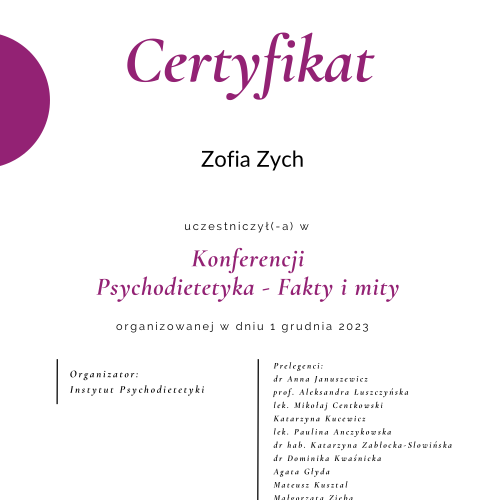 Certyfikat
Zofia Zych
uczestniczył(-a) w
Konferencji
Psychodietetyka - Fakty i mity
organizowanej w dniu 1 grudnia 2023
Organizator:
Instytut Psychodietetyki
Prelegenci:
dr Anna Januszewicz
prof. Aleksandra Łuszczyńska
lek. Mikołaj Centkowski
Katarzyna Kucewicz
lek. Paulina Anczykowska
dr hab. Katarzyna Zabłocka-Słowińska
dr Dominika Kwaśnicka
Agata Głyda
Mateusz Kusztal
Małgorzata